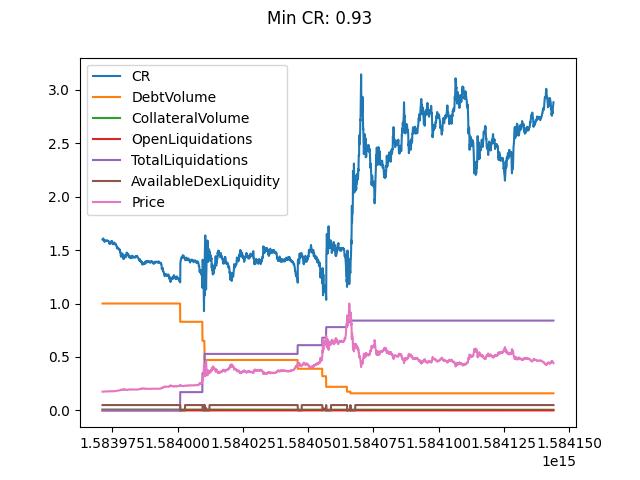 Min CR: 0.93
3.0
2.5
2.0
1.5
1.0
0.5
0.0
CR
DebtVolume
CollateralVolume
OpenLiquidations
TotalLiquidations
AvailableDexLiquidity
Price
1.583975 1.584000 1.584025 1.584050 1.584075 1.584100 1.584125 1.584150
1e15